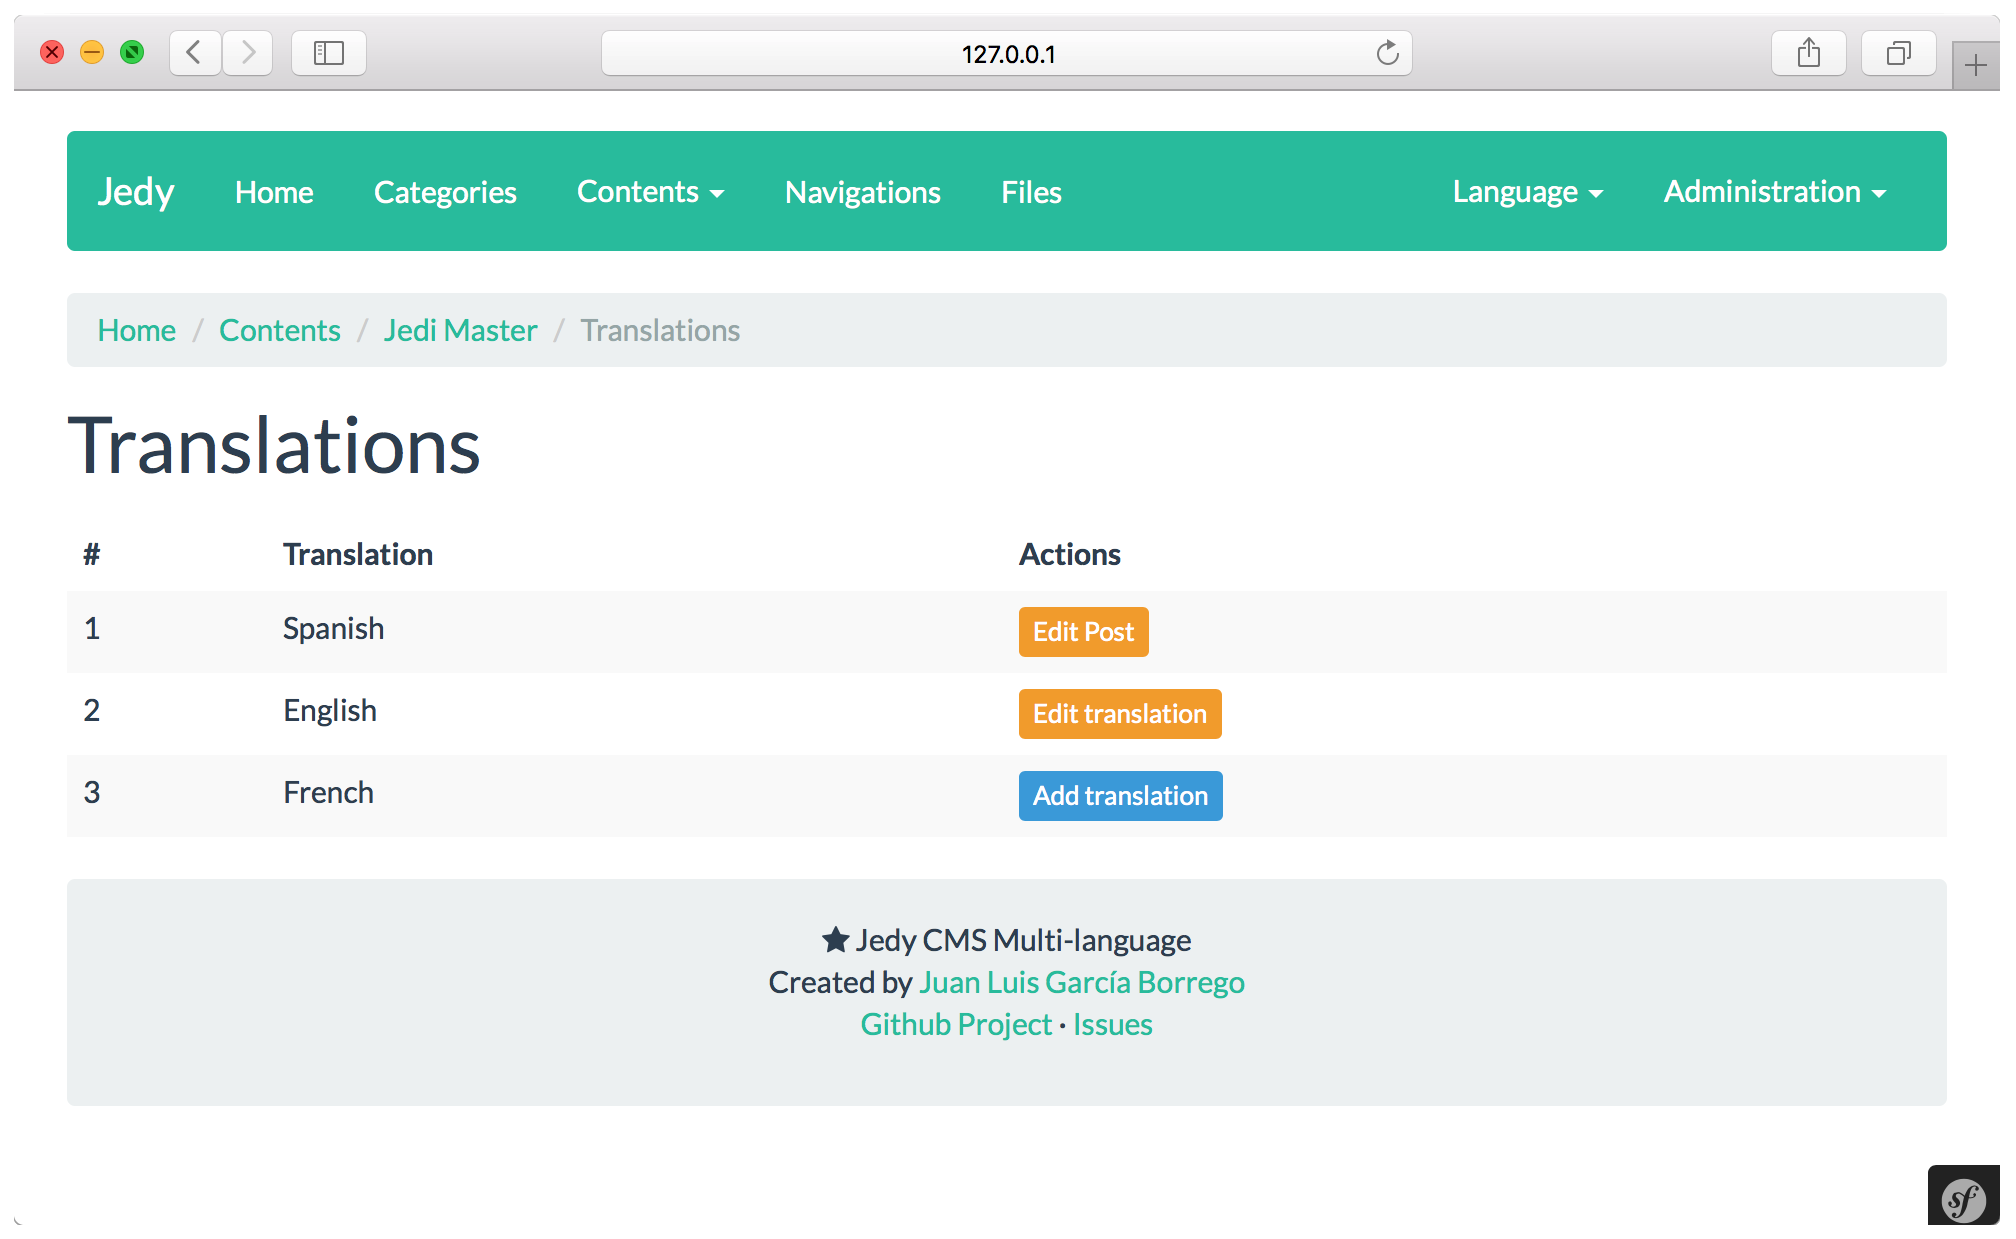 127.0.0.1
Jedy Home Categories Contents Navigations Files Language Administration
Home / Contents / Jedi Master / Translations
Translations
# Translation Actions
1 Spanish Edit Post
2 English Edit translation
3 French Add translation
Jedy CMS Multi-language
Created by Juan Luis García Borrego
Github Project · Issues
sf